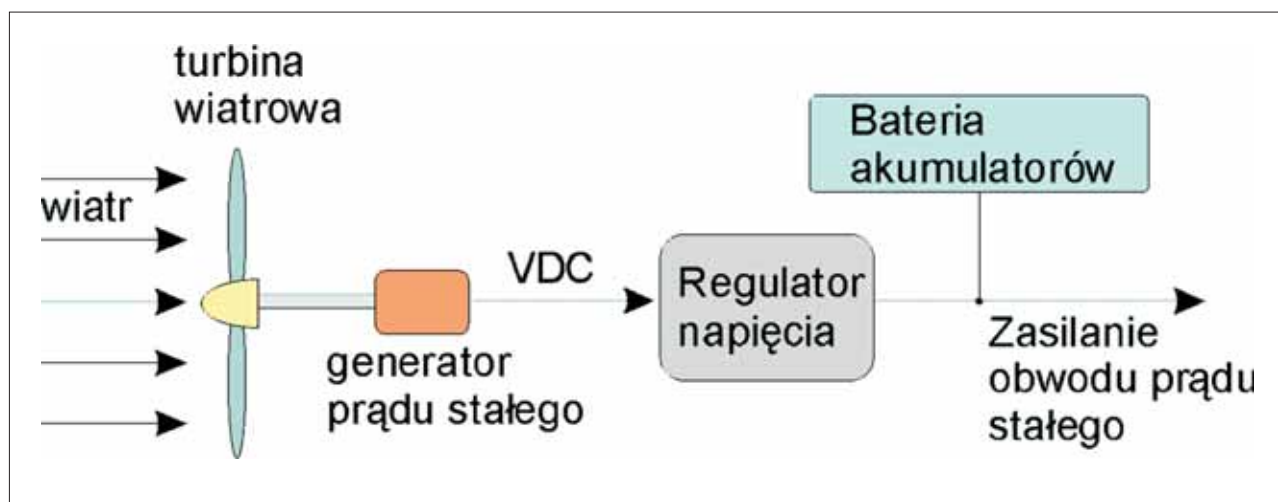 turbina
wiatrowa
wiatr
generator
prądu stałego
VDC
Regulator
napięcia
Bateria
akumulatorów
Zasilanie
obwodu prądu
stałego